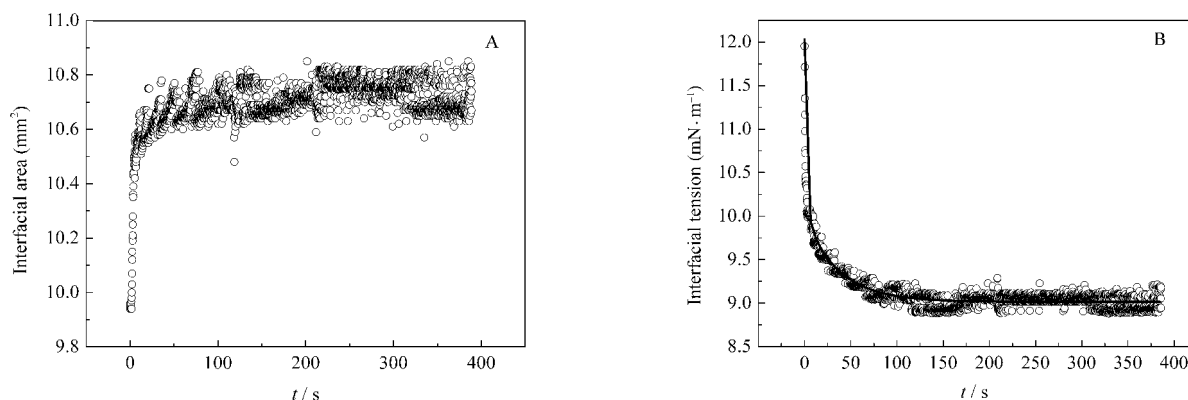 A
Interfacial area (mm²)
11.0
10.8
10.6
10.4
10.2
10.0
9.8
0 100 200 300 400 500
t / s
B
Interfacial tension (mN · m⁻¹)
12.0
11.5
11.0
10.5
10.0
9.5
9.0
8.5
0 50 100 150 200 250 300 350 400
t / s